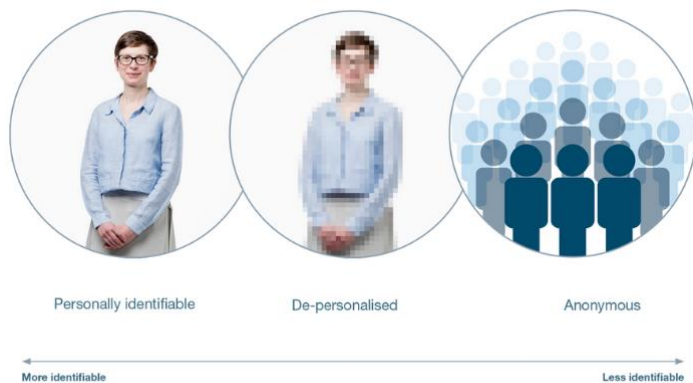 Personally identifiable
De-personalised
Anonymous
More identifiable
Less identifiable